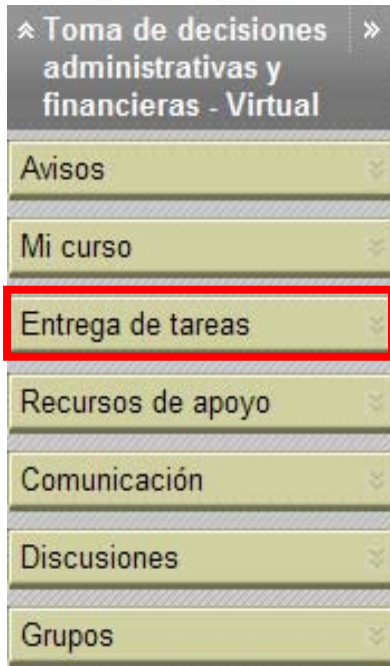 Toma de decisiones
administrativas y
financieras - Virtual
Avisos
Mi curso
Entrega de tareas
Recursos de apoyo
Comunicación
Discusiones
Grupos